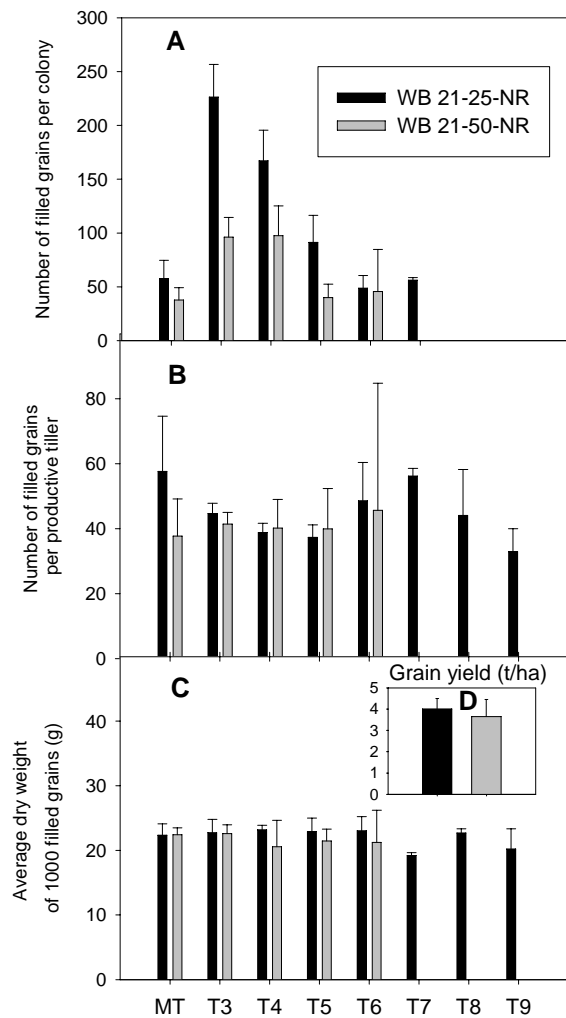 300
A
250
200
150
100
50
0
Number of filled grains per colony
WB 21-25-NR
WB 21-50-NR
B
80
60
40
20
0
Number of filled grains
per productive tiller
C
40
30
20
10
0
Average dry weight
of 1000 filled grains (g)
Grain yield (t/ha)
D
5
4
3
2
1
0
MT T3 T4 T5 T6 T7 T8 T9